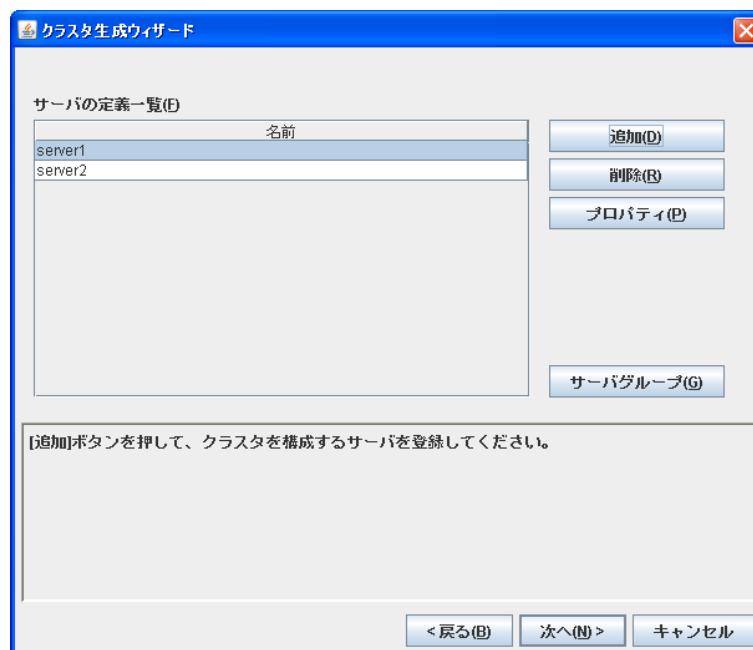 クラスタ生成ウィザード
サーバの定義一覧(F)
名前
server1
server2
追加(D)
削除(R)
プロパティ(P)
サーバグループ(G)
[追加]ボタンを押して、クラスタを構成するサーバを登録してください。
<戻る(B)
次へ(N)>
キャンセル